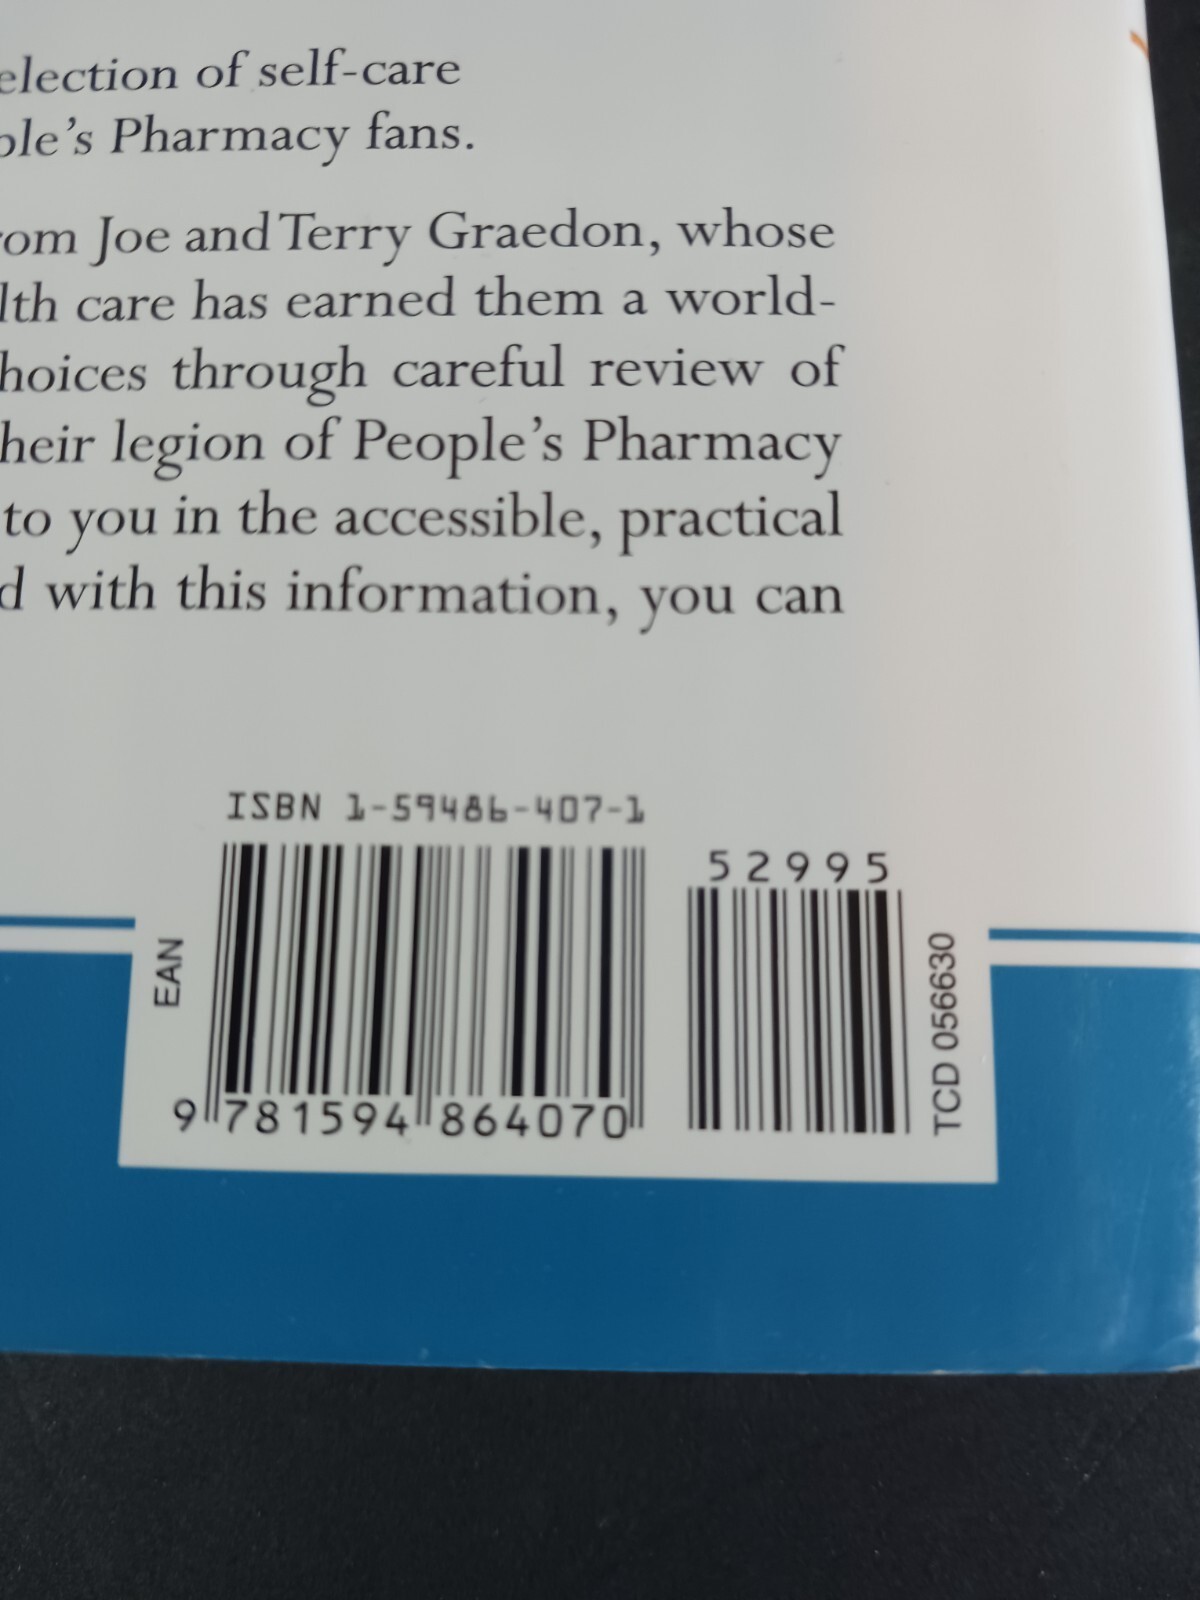 election of self-care
ple's Pharmacy fans.
rom Joe and Terry Graedon, whose
lth care has earned them a world-
hoices through careful review of
heir legion of People's Pharmacy
to you in the accessible, practical
d with this information, you can
ISBN 1-59486-407-1
52995
EAN
9 781594 864070
TCD 056630